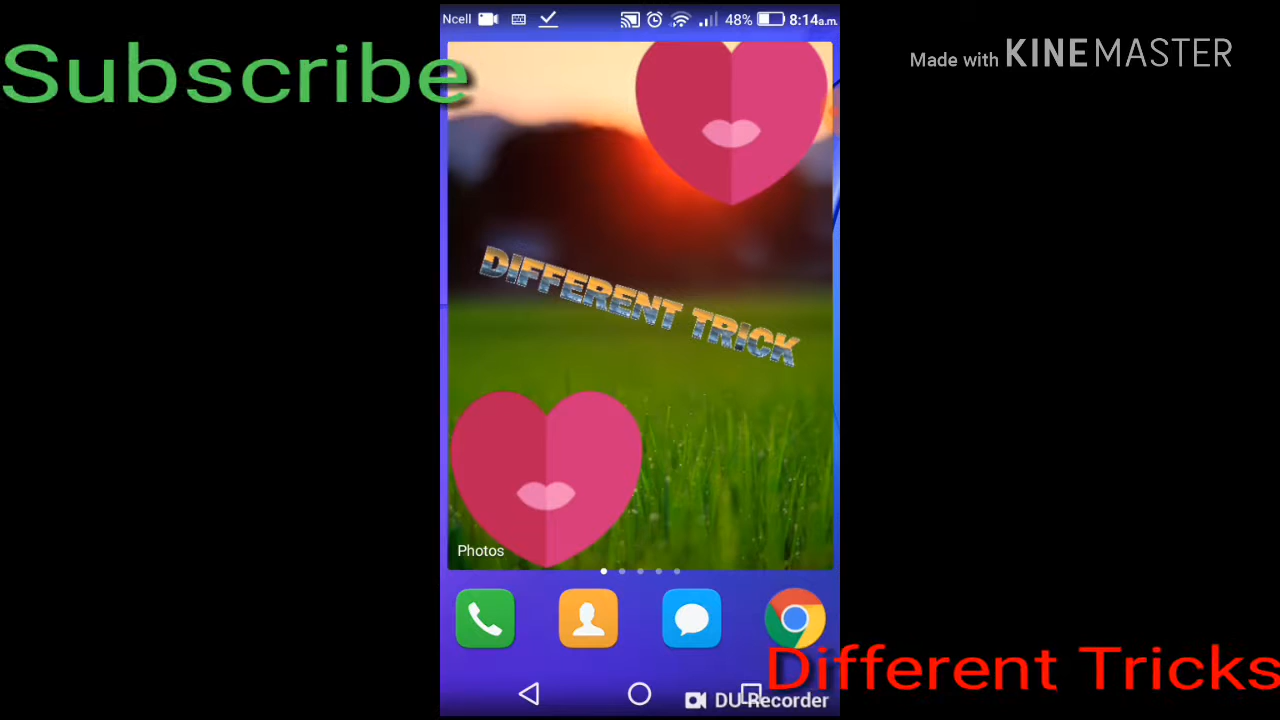 Ncell 48% 8:14a.m.
Subscribe
Made with KINEMASTER
DIFFERENT TRICK
Photos
Different Tricks
DU Recorder